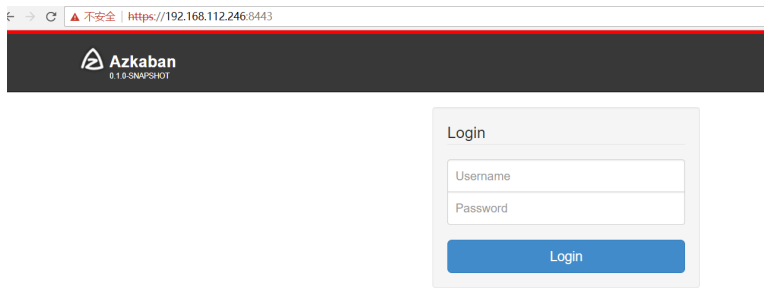 不安全 | https://192.168.112.246:8443
Azkaban
0.1.0-SNAPSHOT
Login
Username
Password
Login